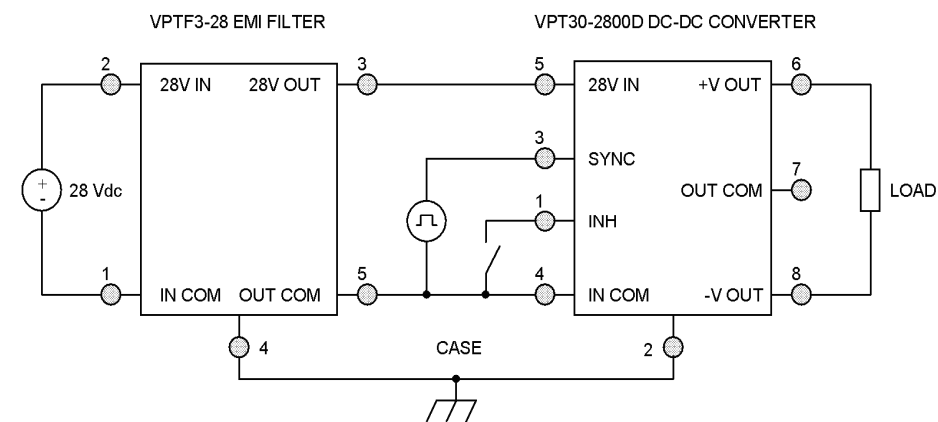 VPTF3-28 EMI FILTER
VPT30-2800D DC-DC CONVERTER
2
28V IN
28V OUT
3
5
28V IN
+V OUT
6
3
SYNC
7
OUT COM
+
-
28 Vdc
1
INH
LOAD
1
IN COM
OUT COM
5
4
IN COM
-V OUT
8
4
CASE
2